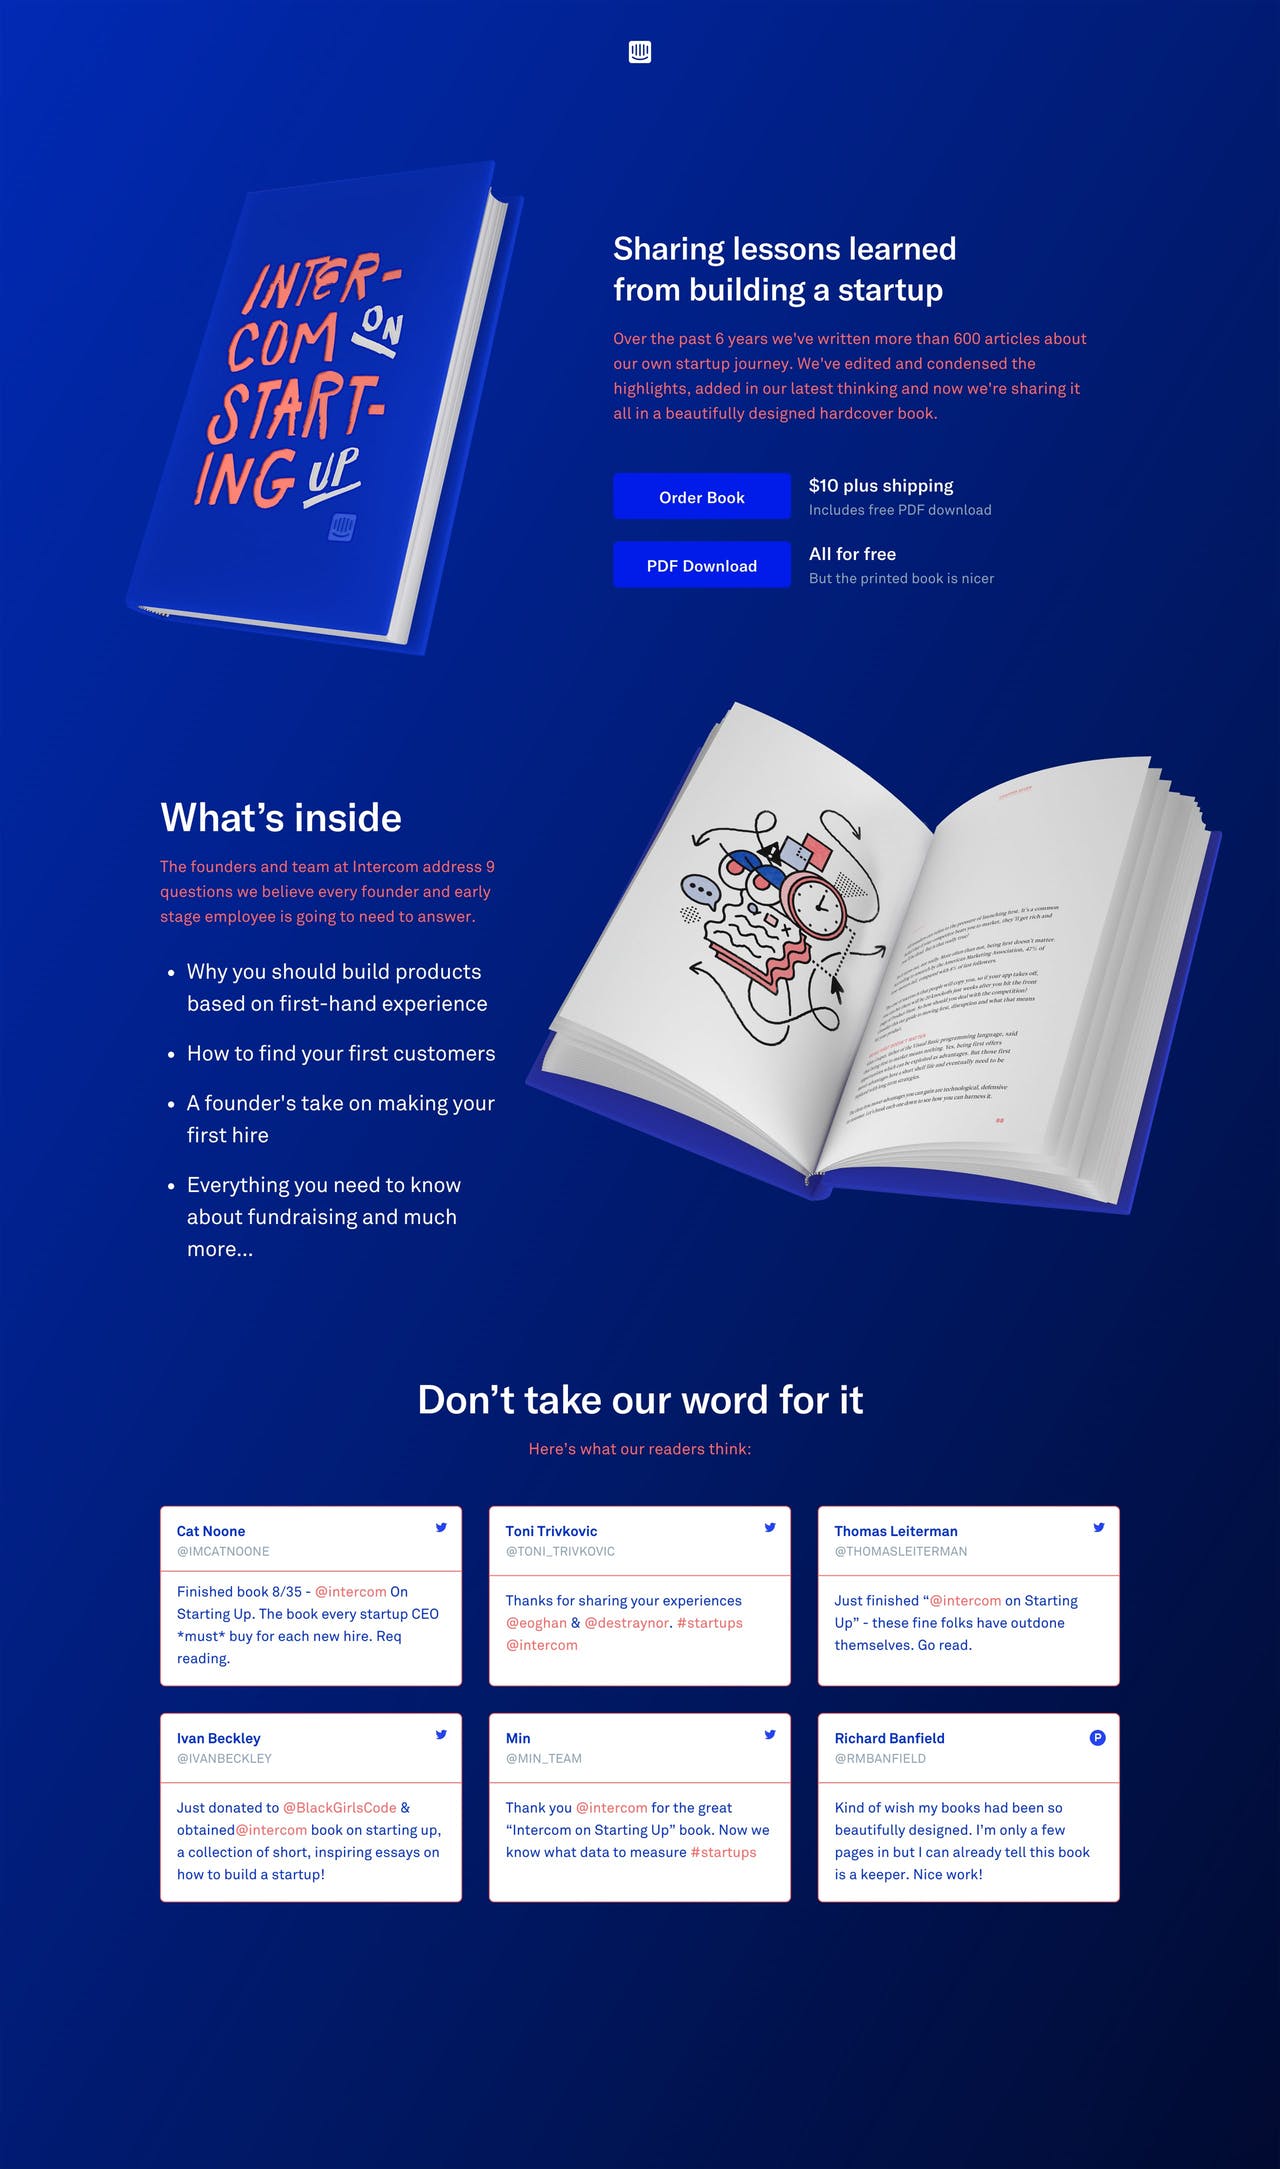 INTER-
COM ON
START-
ING UP
Sharing lessons learned
from building a startup
Over the past 6 years we've written more than 600 articles about
our own startup journey. We've edited and condensed the
highlights, added in our latest thinking and now we're sharing it
all in a beautifully designed hardcover book.
Order Book
$10 plus shipping
Includes free PDF download
PDF Download
All for free
But the printed book is nicer
What’s inside
The founders and team at Intercom address 9
questions we believe every founder and early
stage employee is going to need to answer.
• Why you should build products
based on first-hand experience
• How to find your first customers
• A founder's take on making your
first hire
• Everything you need to know
about fundraising and much
more...
Don’t take our word for it
Here's what our readers think:
Cat Noone
@IMCATNOONE
Finished book 8/35 - @intercom On
Starting Up. The book every startup CEO
*must* buy for each new hire. Req
reading.
Toni Trivkovic
@TONI_TRIVKOVIC
Thanks for sharing your experiences
@eoghan & @destraynor. #startups
@intercom
Thomas Leiterman
@THOMASLEITERMAN
Just finished “@intercom on Starting
Up” - these fine folks have outdone
themselves. Go read.
Ivan Beckley
@IVANBECKLEY
Just donated to @BlackGirlsCode &
obtained@intercom book on starting up,
a collection of short, inspiring essays on
how to build a startup!
Min
@MIN_TEAM
Thank you @intercom for the great
“Intercom on Starting Up” book. Now we
know what data to measure #startups
Richard Banfield
@RMBANFIELD
P
Kind of wish my books had been so
beautifully designed. I’m only a few
pages in but I can already tell this book
is a keeper. Nice work!